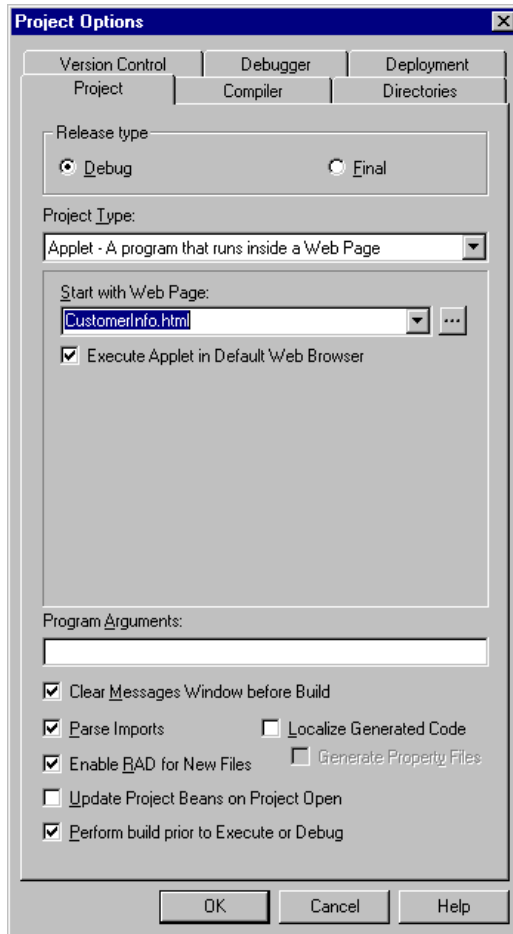 Project Options
Version Control Debugger Deployment
Project Compiler Directories
Release type
Debug Final
Project Type:
Applet - A program that runs inside a Web Page
Start with Web Page:
CustomerInfo.html ...
Execute Applet in Default Web Browser
Program Arguments:
Clear Messages Window before Build
Parse Imports Localize Generated Code
Enable RAD for New Files Generate Property Files
Update Project Beans on Project Open
Perform build prior to Execute or Debug
OK Cancel Help